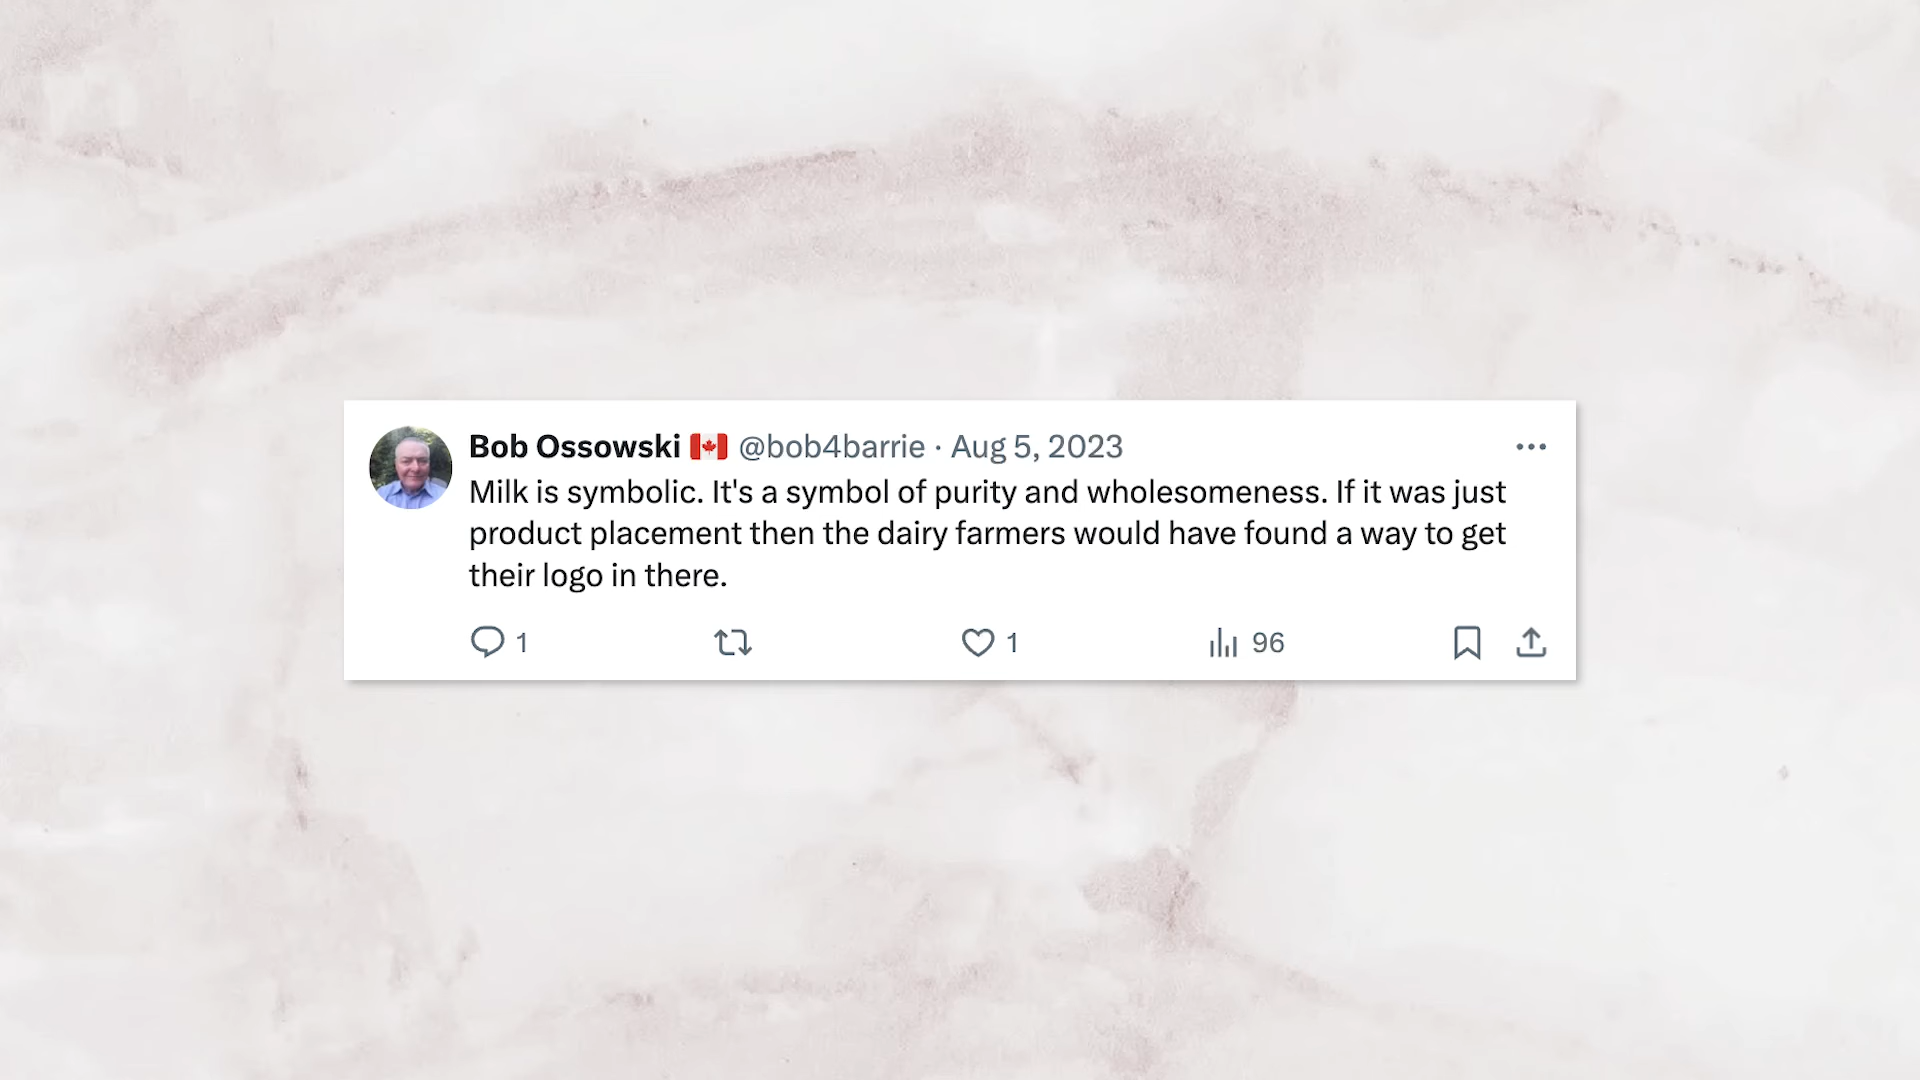 Bob Ossowski 🇨🇦 @bob4barrie · Aug 5, 2023
Milk is symbolic. It's a symbol of purity and wholesomeness. If it was just
product placement then the dairy farmers would have found a way to get
their logo in there.
1 1 96